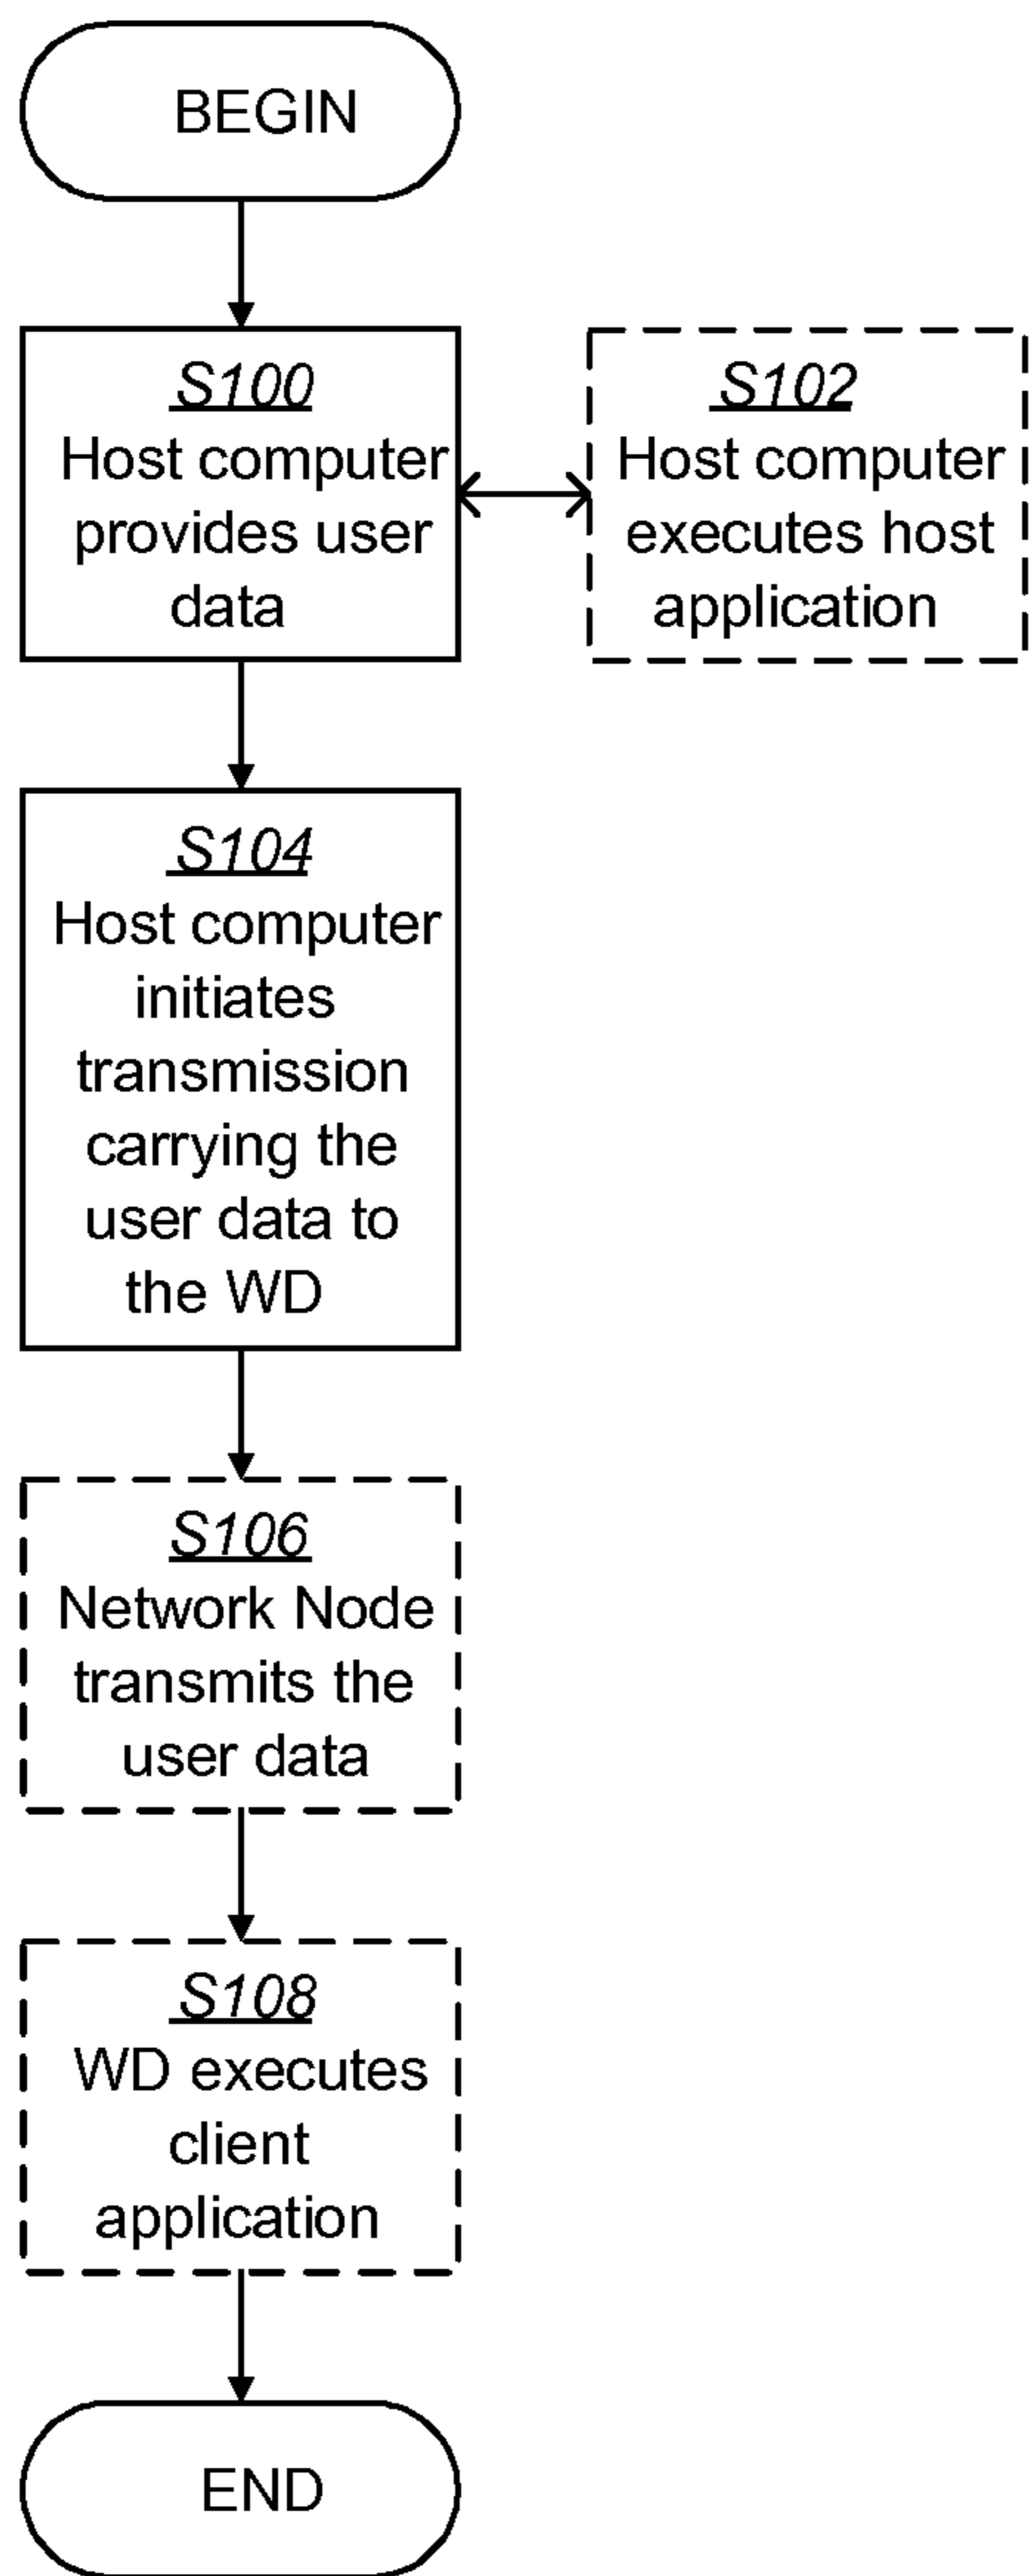 BEGIN
S100
Host computer
provides user
data
S102
Host computer
executes host
application
S104
Host computer
initiates
transmission
carrying the
user data to
the WD
S106
Network Node
transmits the
user data
S108
WD executes
client
application
END